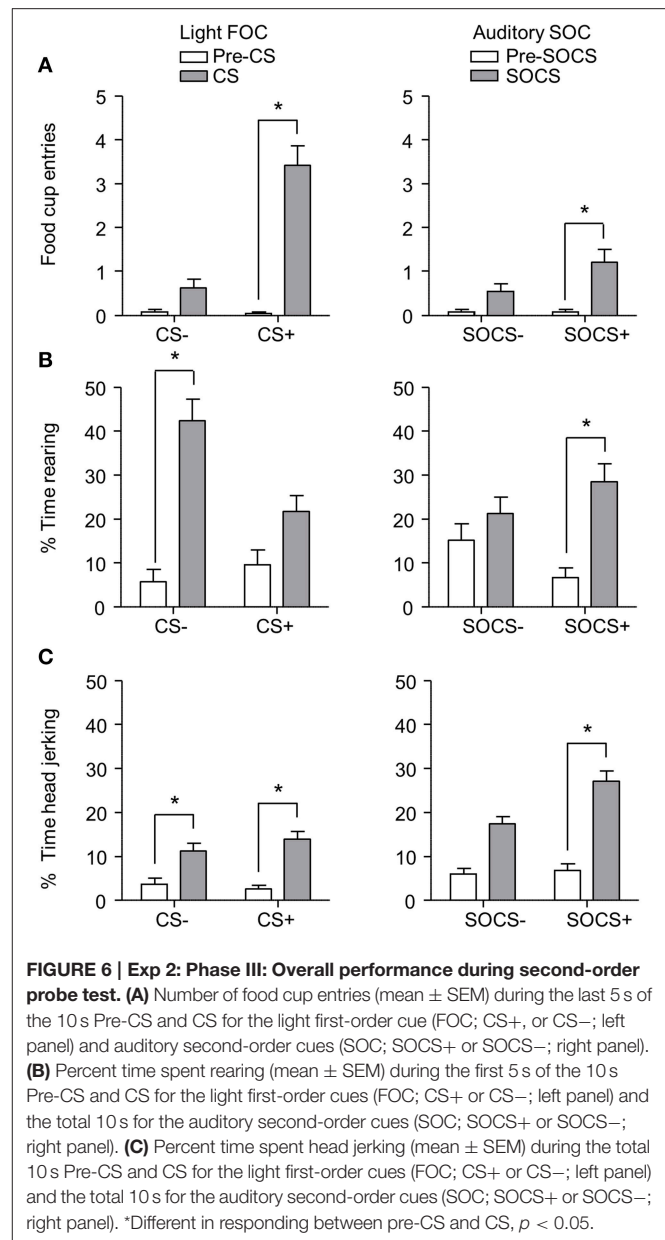 Light FOC
Auditory SOC
Pre-CS
CS
Pre-SOCS
SOCS
A
Food cup entries
5
4
3
2
1
0
*
CS-
CS+
5
4
3
2
1
0
*
SOCS-
SOCS+
B
% Time rearing
50
40
30
20
10
0
*
CS-
CS+
50
40
30
20
10
0
*
SOCS-
SOCS+
C
% Time head jerking
50
40
30
20
10
0
*
*
CS-
CS+
50
40
30
20
10
0
*
SOCS-
SOCS+
FIGURE 6 | Exp 2: Phase III: Overall performance during second-order
probe test. (A) Number of food cup entries (mean ± SEM) during the last 5 s of
the 10 s Pre-CS and CS for the light first-order cue (FOC; CS+, or CS−; left
panel) and auditory second-order cues (SOC; SOCS+ or SOCS−; right panel).
(B) Percent time spent rearing (mean ± SEM) during the first 5 s of the 10 s
Pre-CS and CS for the light first-order cues (FOC; CS+ or CS−; left panel) and
the total 10 s for the auditory second-order cues (SOC; SOCS+ or SOCS−;
right panel). (C) Percent time spent head jerking (mean ± SEM) during the total
10 s Pre-CS and CS for the light first-order cues (FOC; CS+ or CS−; left panel)
and the total 10 s for the auditory second-order cues (SOC; SOCS+ or SOCS−;
right panel). *Different in responding between pre-CS and CS, p < 0.05.